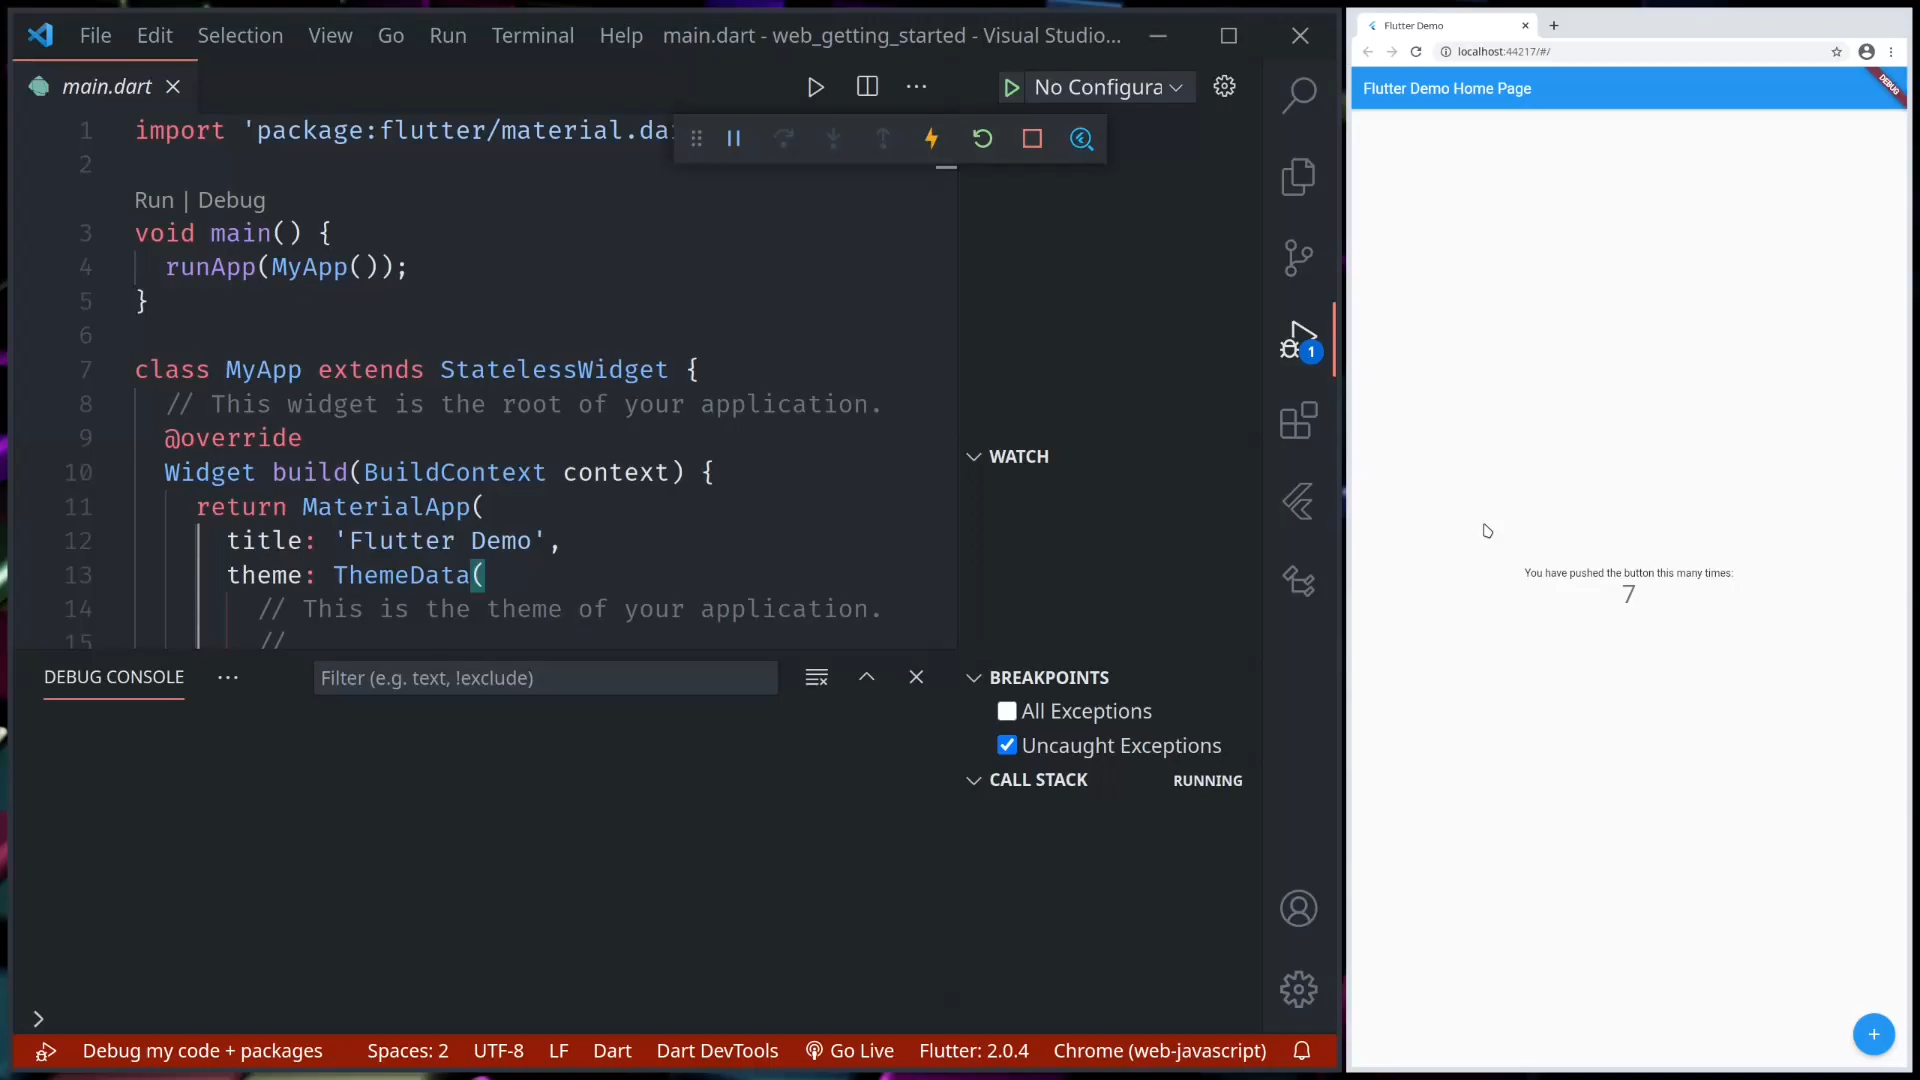 File Edit Selection View Go Run Terminal Help main.dart - web_getting_started - Visual Studio...
main.dart
No Configura
1 import 'package:flutter/material.da
2
Run | Debug
3 void main() {
4 runApp(MyApp());
5 }
6
7 class MyApp extends StatelessWidget {
8 // This widget is the root of your application.
9 @override
10 Widget build(BuildContext context) {
11 return MaterialApp(
12 title: 'Flutter Demo',
13 theme: ThemeData(
14 // This is the theme of your application.
15 //
1
WATCH
DEBUG CONSOLE
Filter (e.g. text, !exclude)
BREAKPOINTS
All Exceptions
Uncaught Exceptions
CALL STACK RUNNING
Debug my code + packages Spaces: 2 UTF-8 LF Dart Dart DevTools Go Live Flutter: 2.0.4 Chrome (web-javascript)
Flutter Demo
localhost:44217/#/
Flutter Demo Home Page
DEBUG
You have pushed the button this many times:
7